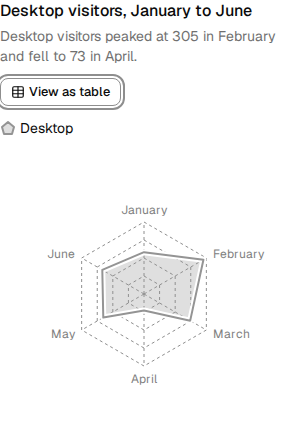 Desktop visitors, January to June
Desktop visitors peaked at 305 in February
and fell to 73 in April.
View as table
Desktop
January
June
February
May
March
April